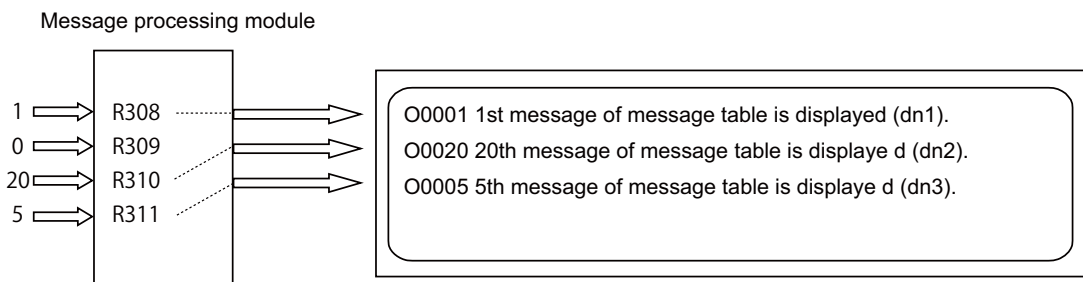 Message processing module
1 R308
0 R309
20 R310
5 R311
O0001 1st message of message table is displayed (dn1).
O0020 20th message of message table is displaye d (dn2).
O0005 5th message of message table is displaye d (dn3).